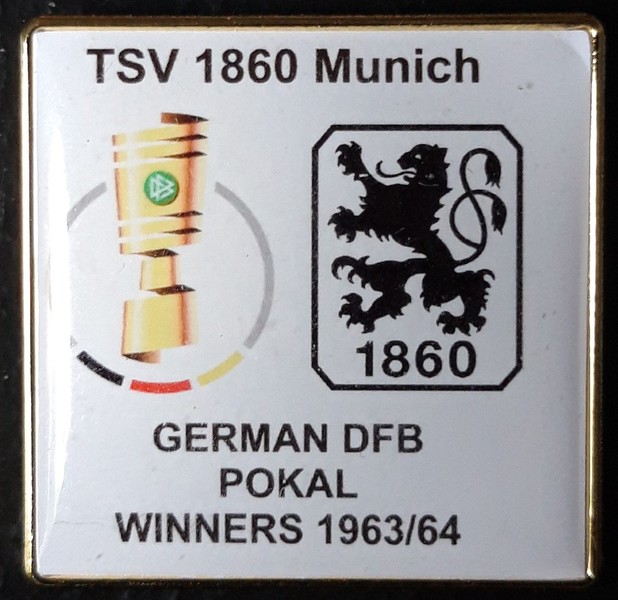 TSV 1860 Munich
1860
GERMAN DFB
POKAL
WINNERS 1963/64